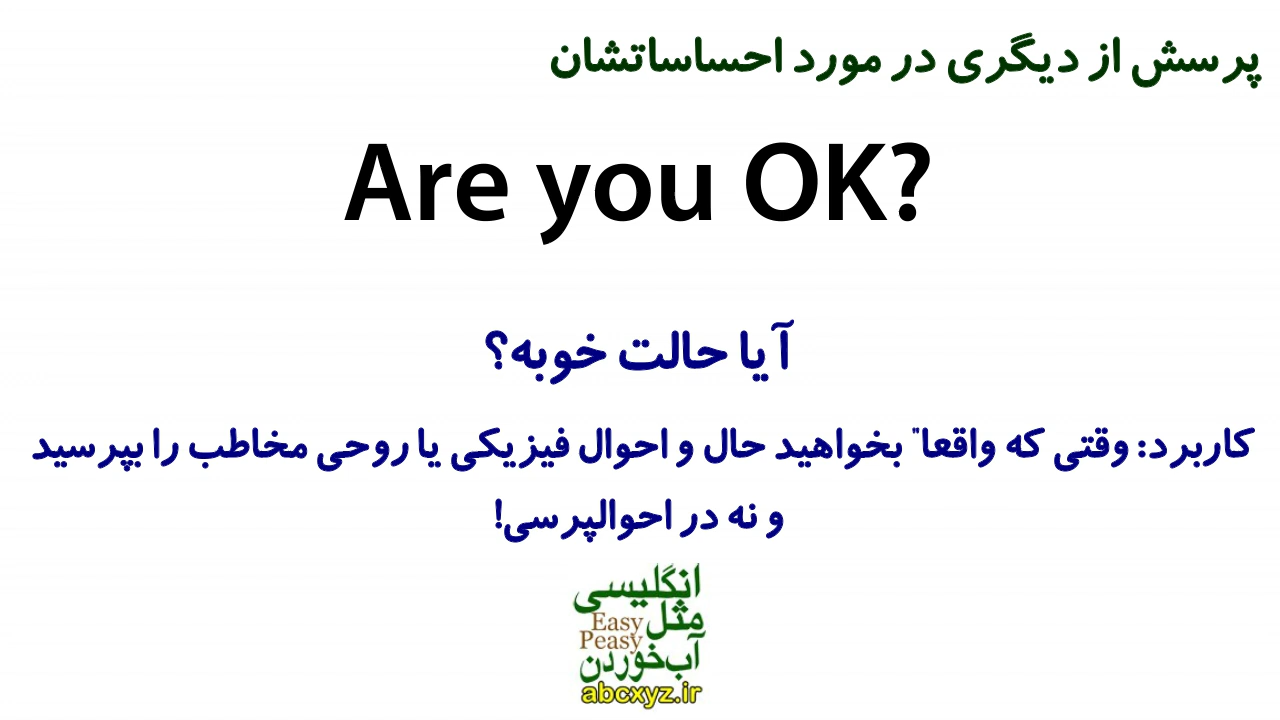 پرسش از دیگری در مورد احساساتشان
Are you OK?
آیا حالت خوبه؟
کاربرد: وقتی که واقعا" بخواهید حال و احوال فیزیکی یا روحی مخاطب را بپرسید
و نه در احوالپرسی!
انگلیسی
مثل
Easy
Peasy
آب‌خوردن
abcxyz.ir